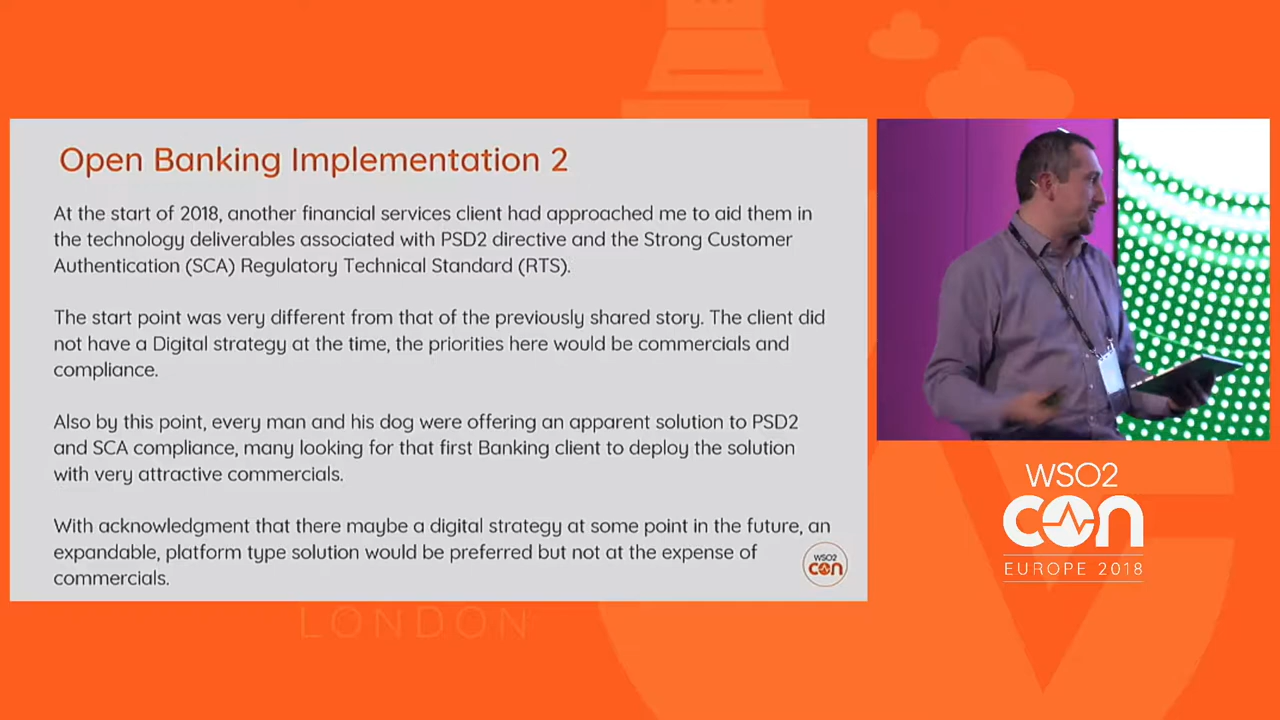 Open Banking Implementation 2
At the start of 2018, another financial services client had approached me to aid them in
the technology deliverables associated with PSD2 directive and the Strong Customer
Authentication (SCA) Regulatory Technical Standard (RTS).
The start point was very different from that of the previously shared story. The client did
not have a Digital strategy at the time, the priorities here would be commercials and
compliance.
Also by this point, every man and his dog were offering an apparent solution to PSD2
and SCA compliance, many looking for that first Banking client to deploy the solution
with very attractive commercials.
With acknowledgment that there maybe a digital strategy at some point in the future, an
expandable, platform type solution would be preferred but not at the expense of
commercials.
WSO2
con
WSO2
con
EUROPE 2018
LONDON